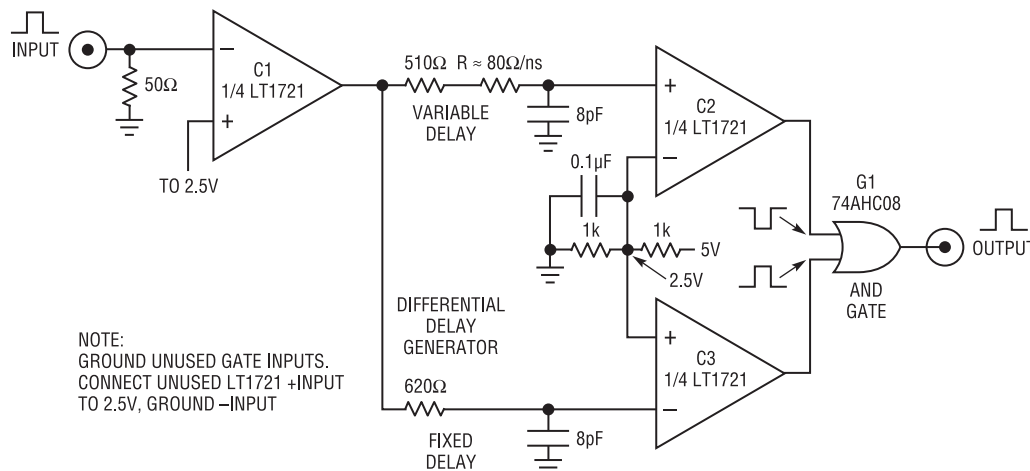 INPUT
50Ω
−
C1
1/4 LT1721
+
TO 2.5V
510Ω R ≈ 80Ω/ns
VARIABLE
DELAY
8pF
+
C2
1/4 LT1721
−
0.1µF
1k
1k
5V
2.5V
G1
74AHC08
OUTPUT
AND
GATE
DIFFERENTIAL
DELAY
GENERATOR
+
C3
1/4 LT1721
−
620Ω
FIXED
DELAY
8pF
NOTE:
GROUND UNUSED GATE INPUTS.
CONNECT UNUSED LT1721 +INPUT
TO 2.5V, GROUND –INPUT